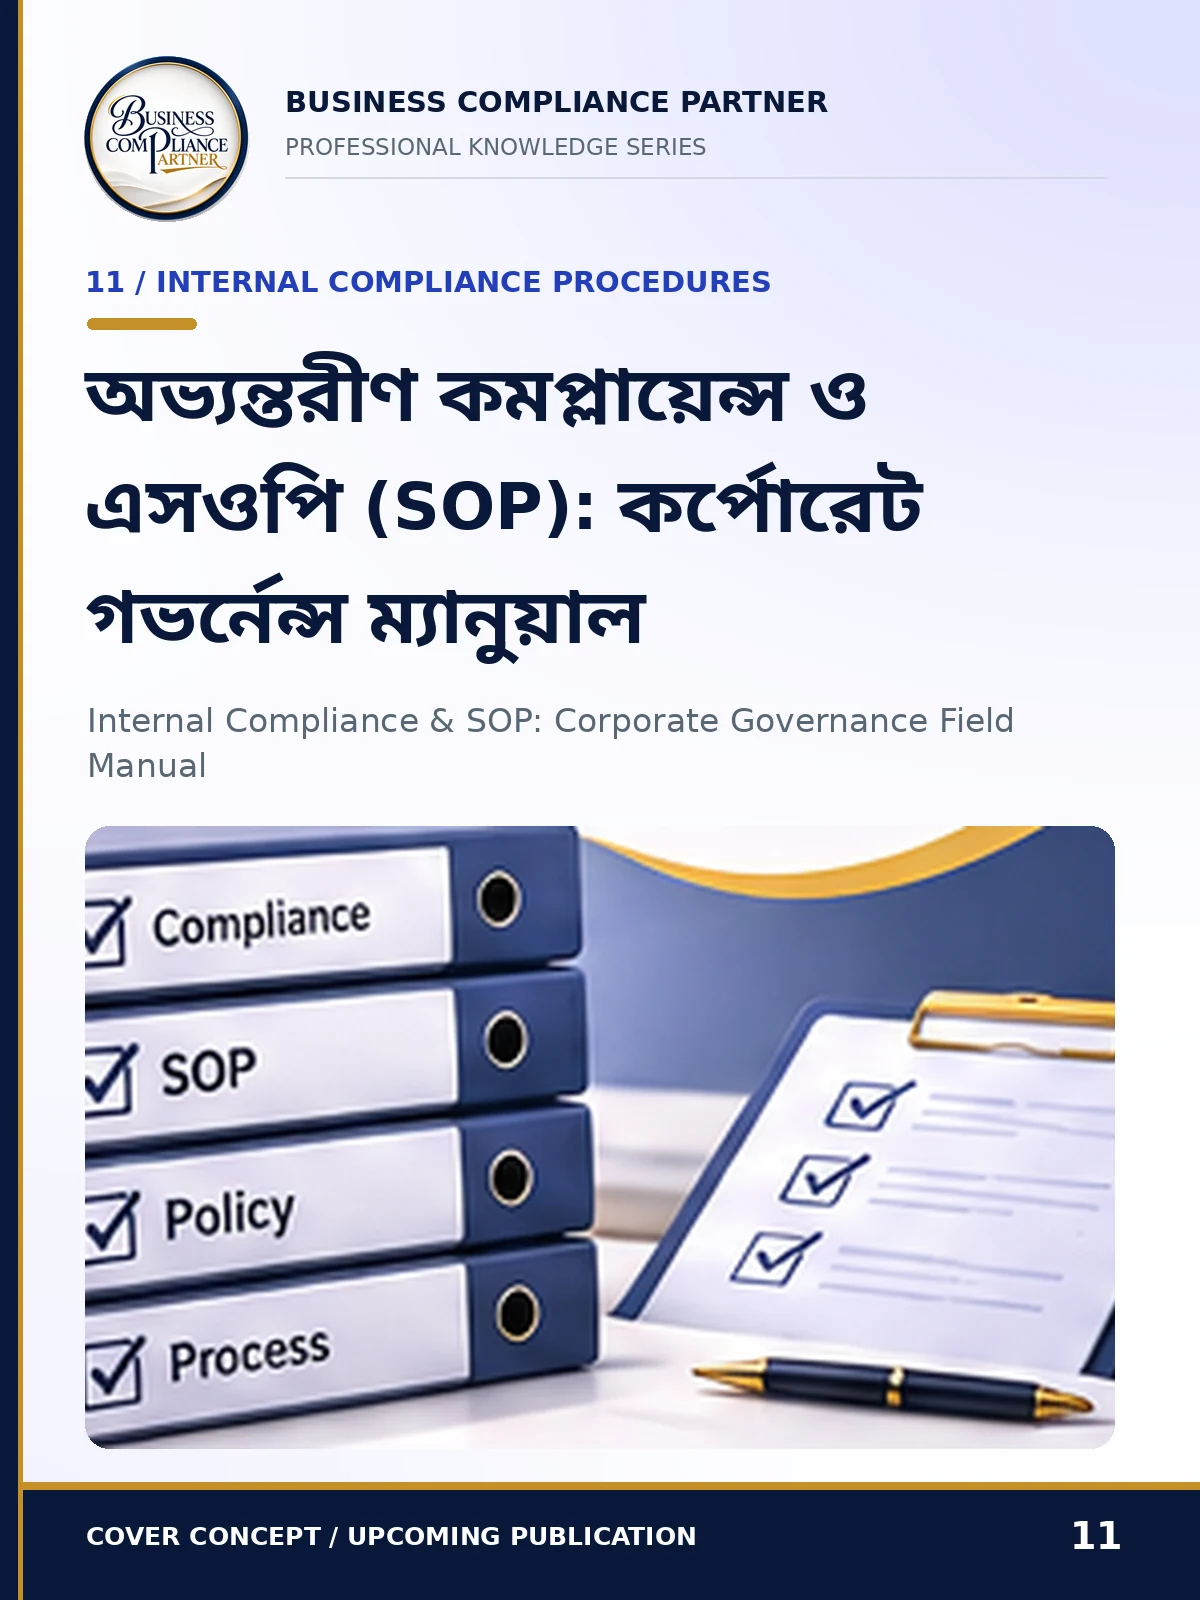 BUSINESS
COMPLIANCE
PARTNER
BUSINESS COMPLIANCE PARTNER
PROFESSIONAL KNOWLEDGE SERIES
11 / INTERNAL COMPLIANCE PROCEDURES
অভ্যন্তরীণ কমপ্লায়েন্স ও
এসওপি (SOP): কর্পোরেট
গভর্নেন্স ম্যানুয়াল
Internal Compliance & SOP: Corporate Governance Field
Manual
Compliance
SOP
Policy
Process
COVER CONCEPT / UPCOMING PUBLICATION
11